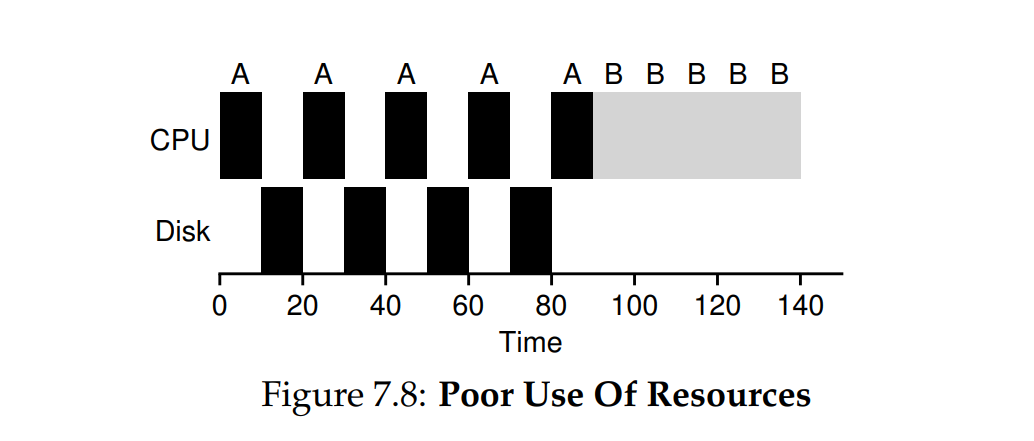 A A A A A B B B B B
CPU
Disk
0 20 40 60 80 100 120 140
Time
Figure 7.8: Poor Use Of Resources